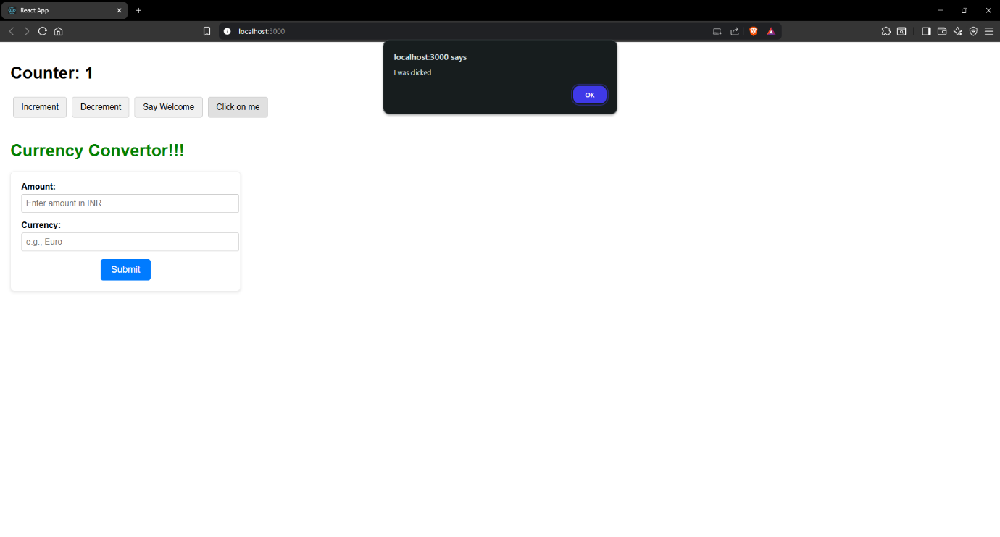 React App
localhost:3000
localhost:3000 says
I was clicked
OK
Counter: 1
Increment Decrement Say Welcome Click on me
Currency Convertor!!!
Amount:
Enter amount in INR
Currency:
e.g., Euro
Submit